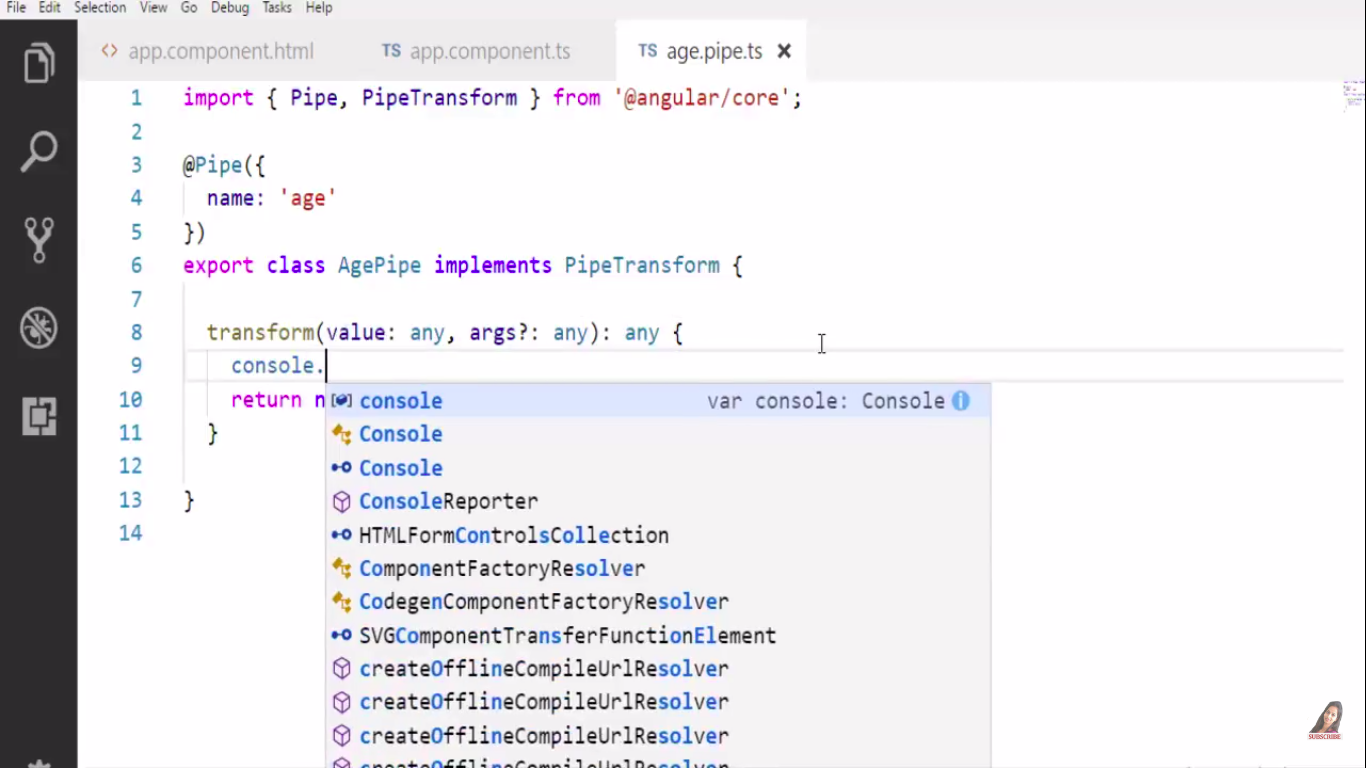 File Edit Selection View Go Debug Tasks Help
<> app.component.html TS app.component.ts TS age.pipe.ts ×
1 import { Pipe, PipeTransform } from '@angular/core';
2
3 @Pipe({
4 name: 'age'
5 })
6 export class AgePipe implements PipeTransform {
7
8 transform(value: any, args?: any): any {
9 console.
10 return n
console var console: Console
11 }
Console
12
Console
13 }
ConsoleReporter
14
HTMLFormControlsCollection
ComponentFactoryResolver
CodegenComponentFactoryResolver
SVGComponentTransferFunctionElement
createOfflineCompileUrlResolver
createOfflineCompileUrlResolver
createOfflineCompileUrlResolver
createOfflineCompileUrlResolver
SUBSCRIBE